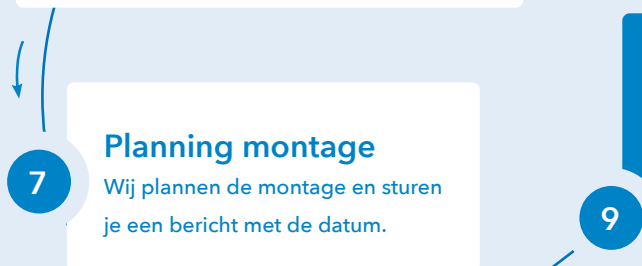 7
Planning montage
Wij plannen de montage en sturen
je een bericht met de datum.
9